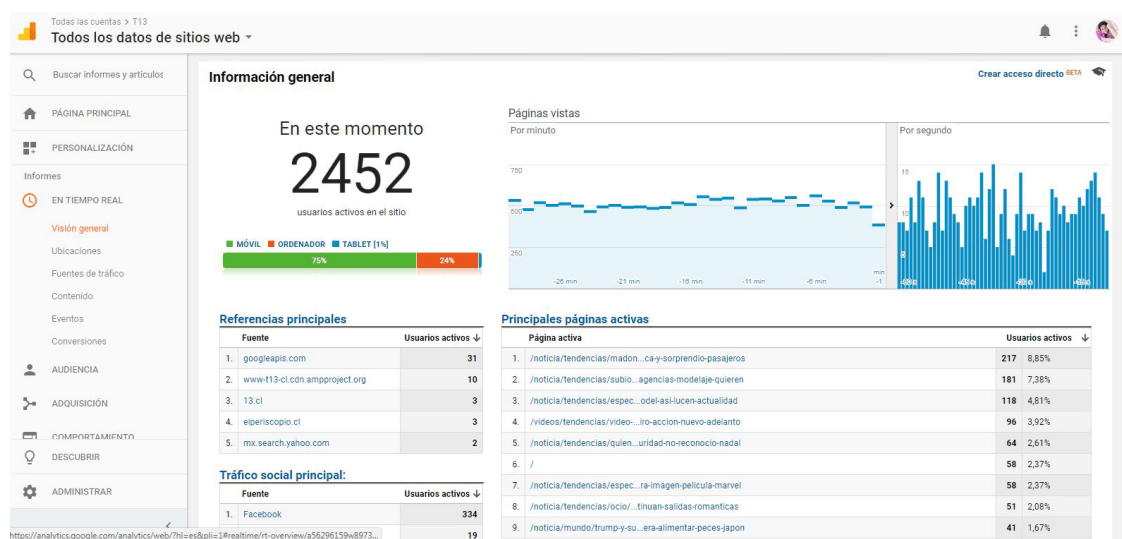 Todas las cuentas > T13
Todos los datos de sitios web
Buscar informes y artículos
PÁGINA PRINCIPAL
PERSONALIZACIÓN
Informes
EN TIEMPO REAL
Visión general
Ubicaciones
Fuentes de tráfico
Contenido
Eventos
Conversiones
AUDIENCIA
ADQUISICIÓN
COMPORTAMIENTO
DESCUBRIR
ADMINISTRAR
https://analytics.google.com/analytics/web/?hl=es&pli=1#realtime/rt-overview/a56296159w8973...
Información general
Crear acceso directo BETA
En este momento
2452
usuarios activos en el sitio
MÓVIL ORDENADOR TABLET [1%]
75% 24%
Páginas vistas
Por minuto
750
500
250
-26 min -21 min -16 min -11 min -6 min min -1
Por segundo
15
10
5
-60 s -45 s -30 s -15 s
Referencias principales
Fuente Usuarios activos
1. googleapis.com 31
2. www-t13-cl.cdn.ampproject.org 10
3. 13.cl 3
4. elperiscopio.cl 3
5. mx.search.yahoo.com 2
Tráfico social principal:
Fuente Usuarios activos
1. Facebook 334
19
Principales páginas activas
Página activa Usuarios activos
1. /noticia/tendencias/madon...ca-y-sorprendio-pasajeros 217 8,85%
2. /noticia/tendencias/subio...agencias-modelaje-quieren 181 7,38%
3. /noticia/tendencias/espec...odel-asi-lucen-actualidad 118 4,81%
4. /videos/tendencias/video-...iro-accion-nuevo-adelanto 96 3,92%
5. /noticia/tendencias/quien...uridad-no-reconocio-nadal 64 2,61%
6. / 58 2,37%
7. /noticia/tendencias/espec...ra-imagen-pelicula-marvel 58 2,37%
8. /noticia/tendencias/ocio/...tinuan-salidas-romanticas 51 2,08%
9. /noticia/mundo/trump-y-su...era-alimentar-peces-japon 41 1,67%